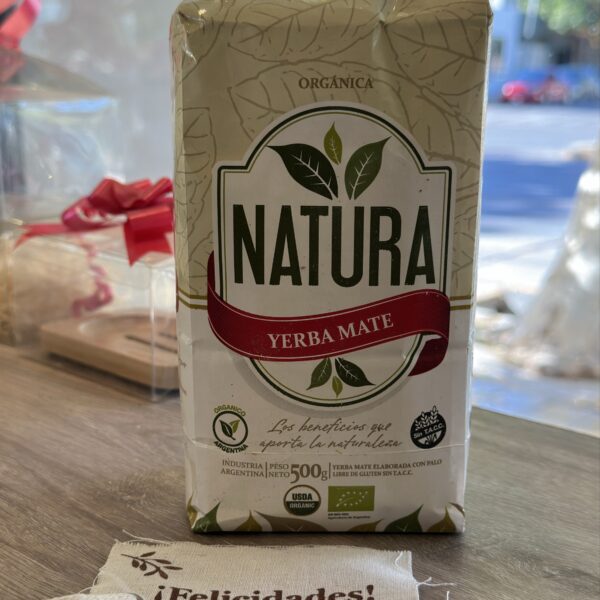 ORGÁNICA
NATURA
YERBA MATE
ORGANICO
ARGENTINA
Los beneficios que
aporta la naturaleza
Sin T.A.C.C.
INDUSTRIA
ARGENTINA
PESO
NETO
500g
YERBA MATE ELABORADA CON PALO
LIBRE DE GLUTEN SIN T.A.C.C.
USDA
ORGANIC
¡Felicidades!